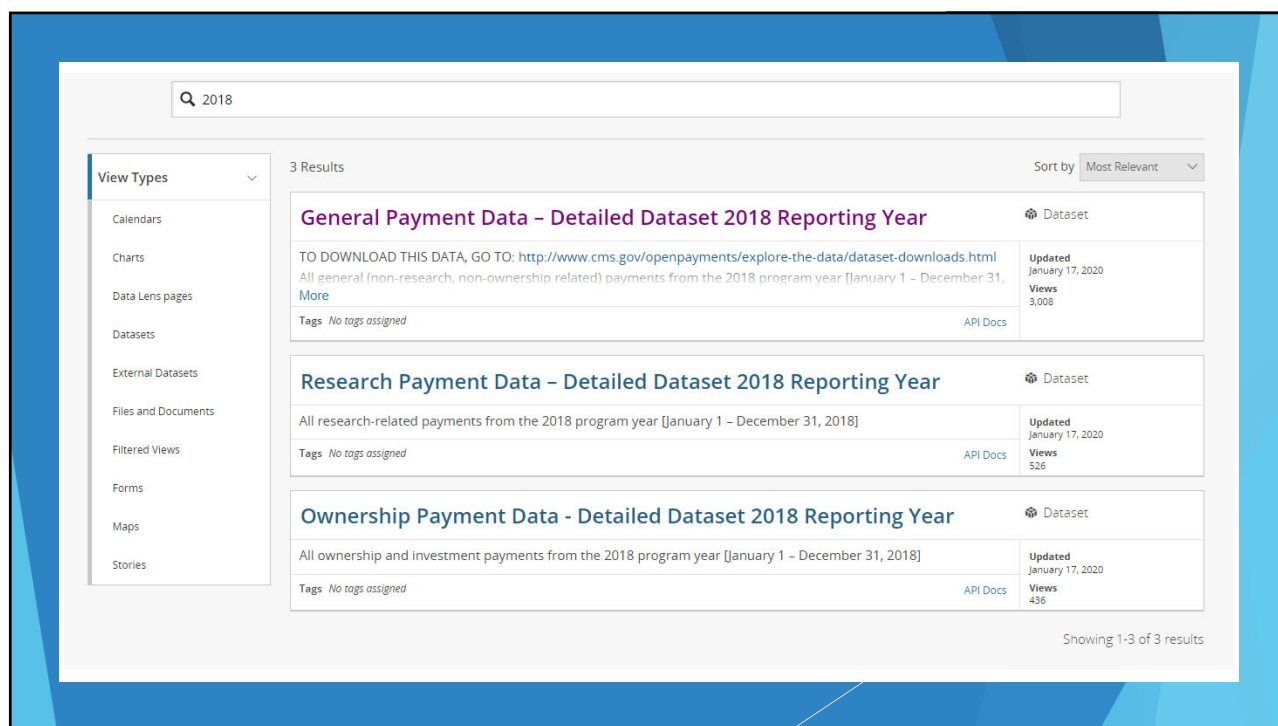 2018
View Types
Calendars
Charts
Data Lens pages
Datasets
External Datasets
Files and Documents
Filtered Views
Forms
Maps
Stories
3 Results
Sort by Most Relevant
General Payment Data – Detailed Dataset 2018 Reporting Year
Dataset
TO DOWNLOAD THIS DATA, GO TO: http://www.cms.gov/openpayments/explore-the-data/dataset-downloads.html
All general (non-research, non-ownership related) payments from the 2018 program year [January 1 – December 31,
More
Tags No tags assigned
API Docs
Updated
January 17, 2020
Views
3,008
Research Payment Data – Detailed Dataset 2018 Reporting Year
Dataset
All research-related payments from the 2018 program year [January 1 – December 31, 2018]
Tags No tags assigned
API Docs
Updated
January 17, 2020
Views
526
Ownership Payment Data - Detailed Dataset 2018 Reporting Year
Dataset
All ownership and investment payments from the 2018 program year [January 1 – December 31, 2018]
Tags No tags assigned
API Docs
Updated
January 17, 2020
Views
436
Showing 1-3 of 3 results